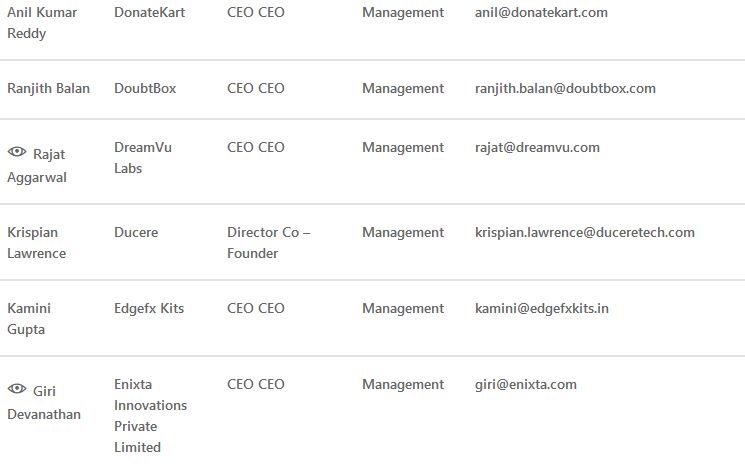 Anil Kumar DonateKart CEO CEO Management anil@donatekart.com
Reddy
Ranjith Balan DoubtBox CEO CEO Management ranjith.balan@doubtbox.com
Rajat DreamVu CEO CEO Management rajat@dreamvu.com
Aggarwal Labs
Krispian Ducere Director Co – Management krispian.lawrence@duceretech.com
Lawrence Founder
Kamini Edgefx Kits CEO CEO Management kamini@edgefxkits.in
Gupta
Giri Enixta CEO CEO Management giri@enixta.com
Devanathan Innovations
Private
Limited